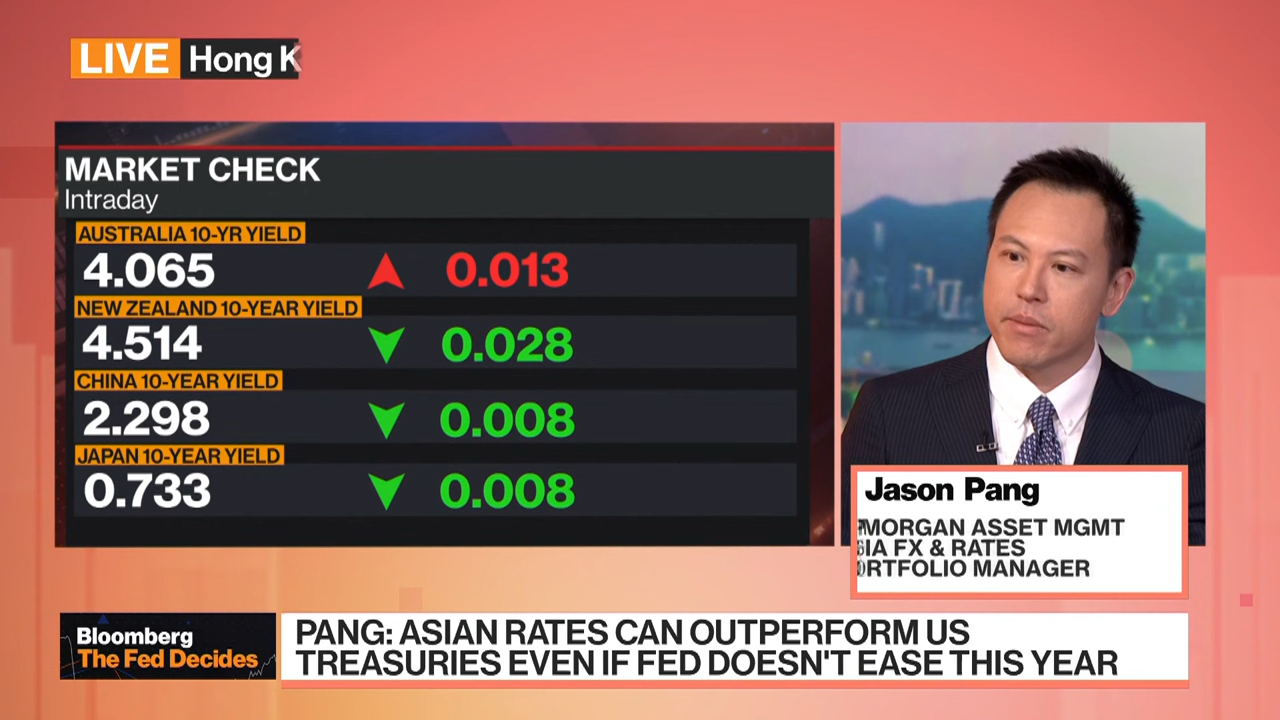 LIVE Hong K
MARKET CHECK
Intraday
AUSTRALIA 10-YR YIELD
4.065 0.013
NEW ZEALAND 10-YEAR YIELD
4.514 0.028
CHINA 10-YEAR YIELD
2.298 0.008
JAPAN 10-YEAR YIELD
0.733 0.008
Jason Pang
MORGAN ASSET MGMT
IA FX & RATES
RTFOLIO MANAGER
Bloomberg
The Fed Decides
PANG: ASIAN RATES CAN OUTPERFORM US
TREASURIES EVEN IF FED DOESN'T EASE THIS YEAR